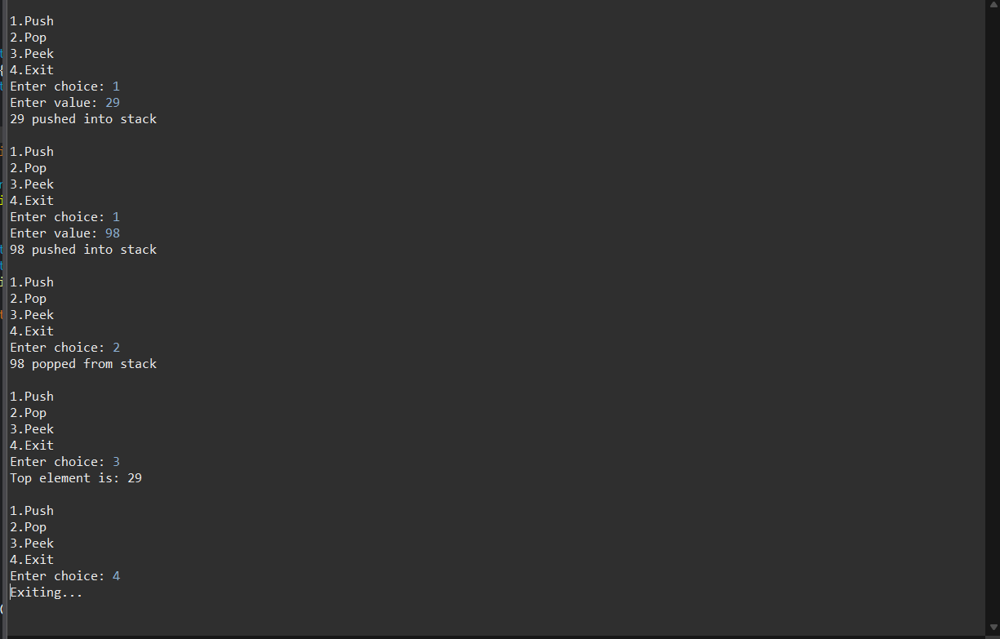 1.Push
2.Pop
3.Peek
4.Exit
Enter choice: 1
Enter value: 29
29 pushed into stack
1.Push
2.Pop
3.Peek
4.Exit
Enter choice: 1
Enter value: 98
98 pushed into stack
1.Push
2.Pop
3.Peek
4.Exit
Enter choice: 2
98 popped from stack
1.Push
2.Pop
3.Peek
4.Exit
Enter choice: 3
Top element is: 29
1.Push
2.Pop
3.Peek
4.Exit
Enter choice: 4
Exiting...